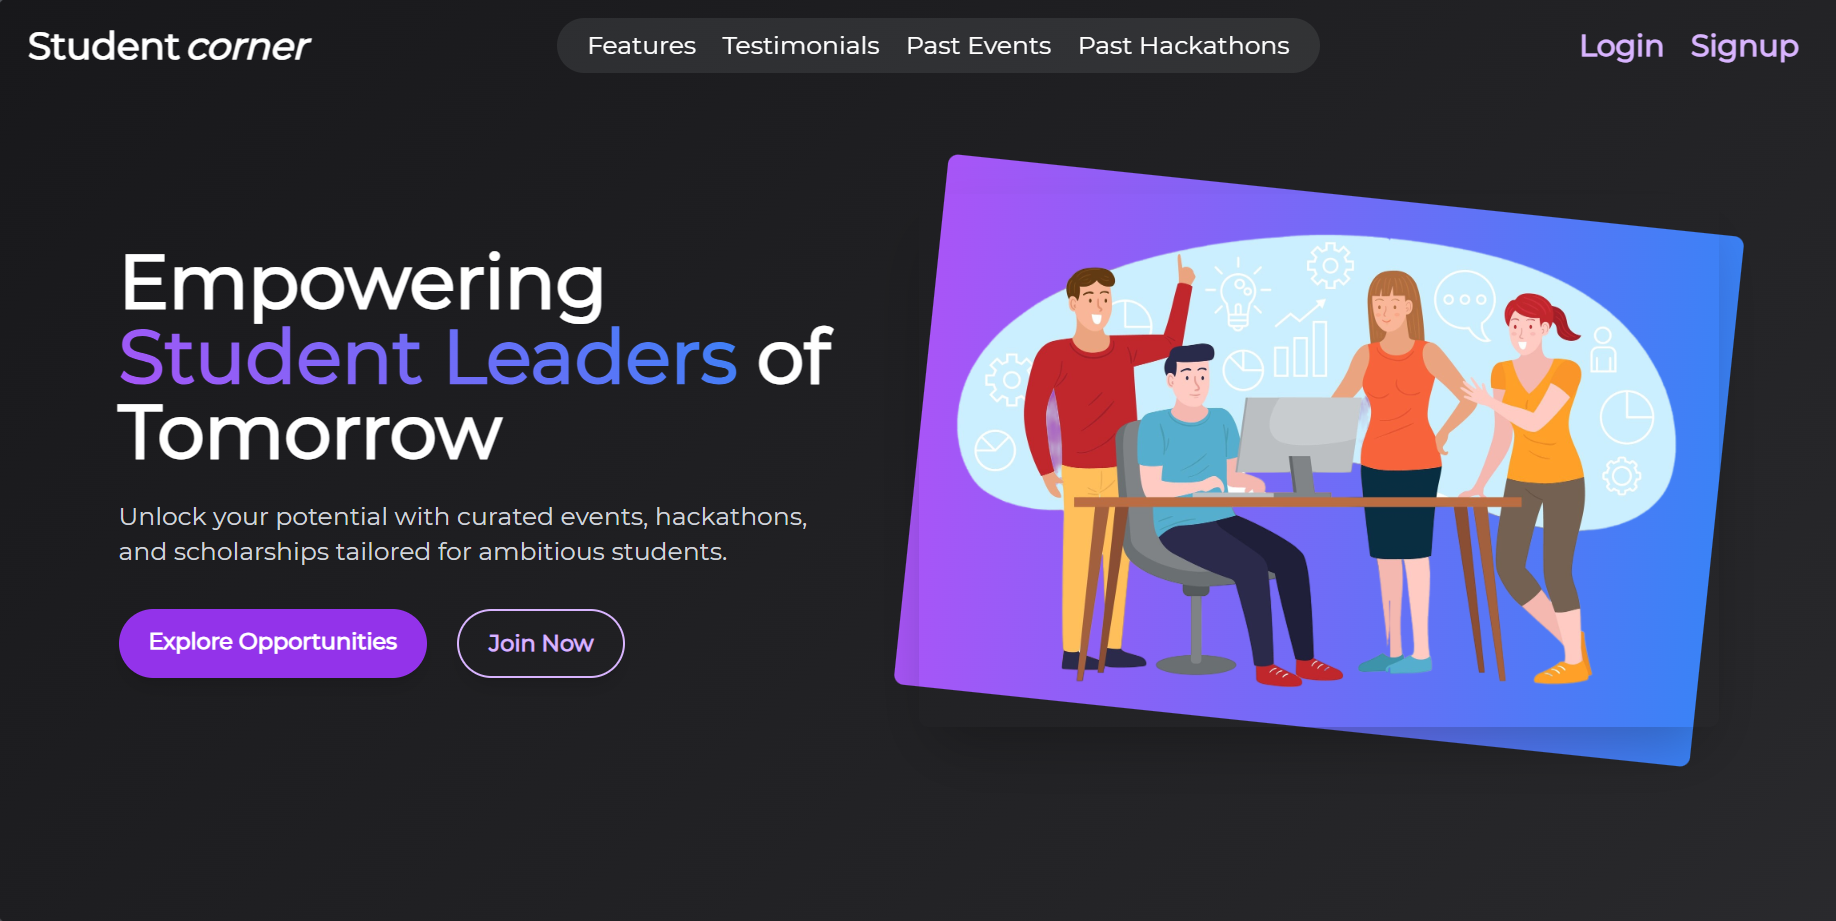 Student corner
Features Testimonials Past Events Past Hackathons
Login Signup
Empowering
Student Leaders of
Tomorrow
Unlock your potential with curated events, hackathons,
and scholarships tailored for ambitious students.
Explore Opportunities
Join Now